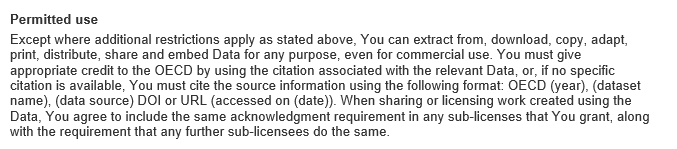 Permitted use
Except where additional restrictions apply as stated above, You can extract from, download, copy, adapt,
print, distribute, share and embed Data for any purpose, even for commercial use. You must give
appropriate credit to the OECD by using the citation associated with the relevant Data, or, if no specific
citation is available, You must cite the source information using the following format: OECD (year), (dataset
name), (data source) DOI or URL (accessed on (date)). When sharing or licensing work created using the
Data, You agree to include the same acknowledgment requirement in any sub-licenses that You grant, along
with the requirement that any further sub-licensees do the same.